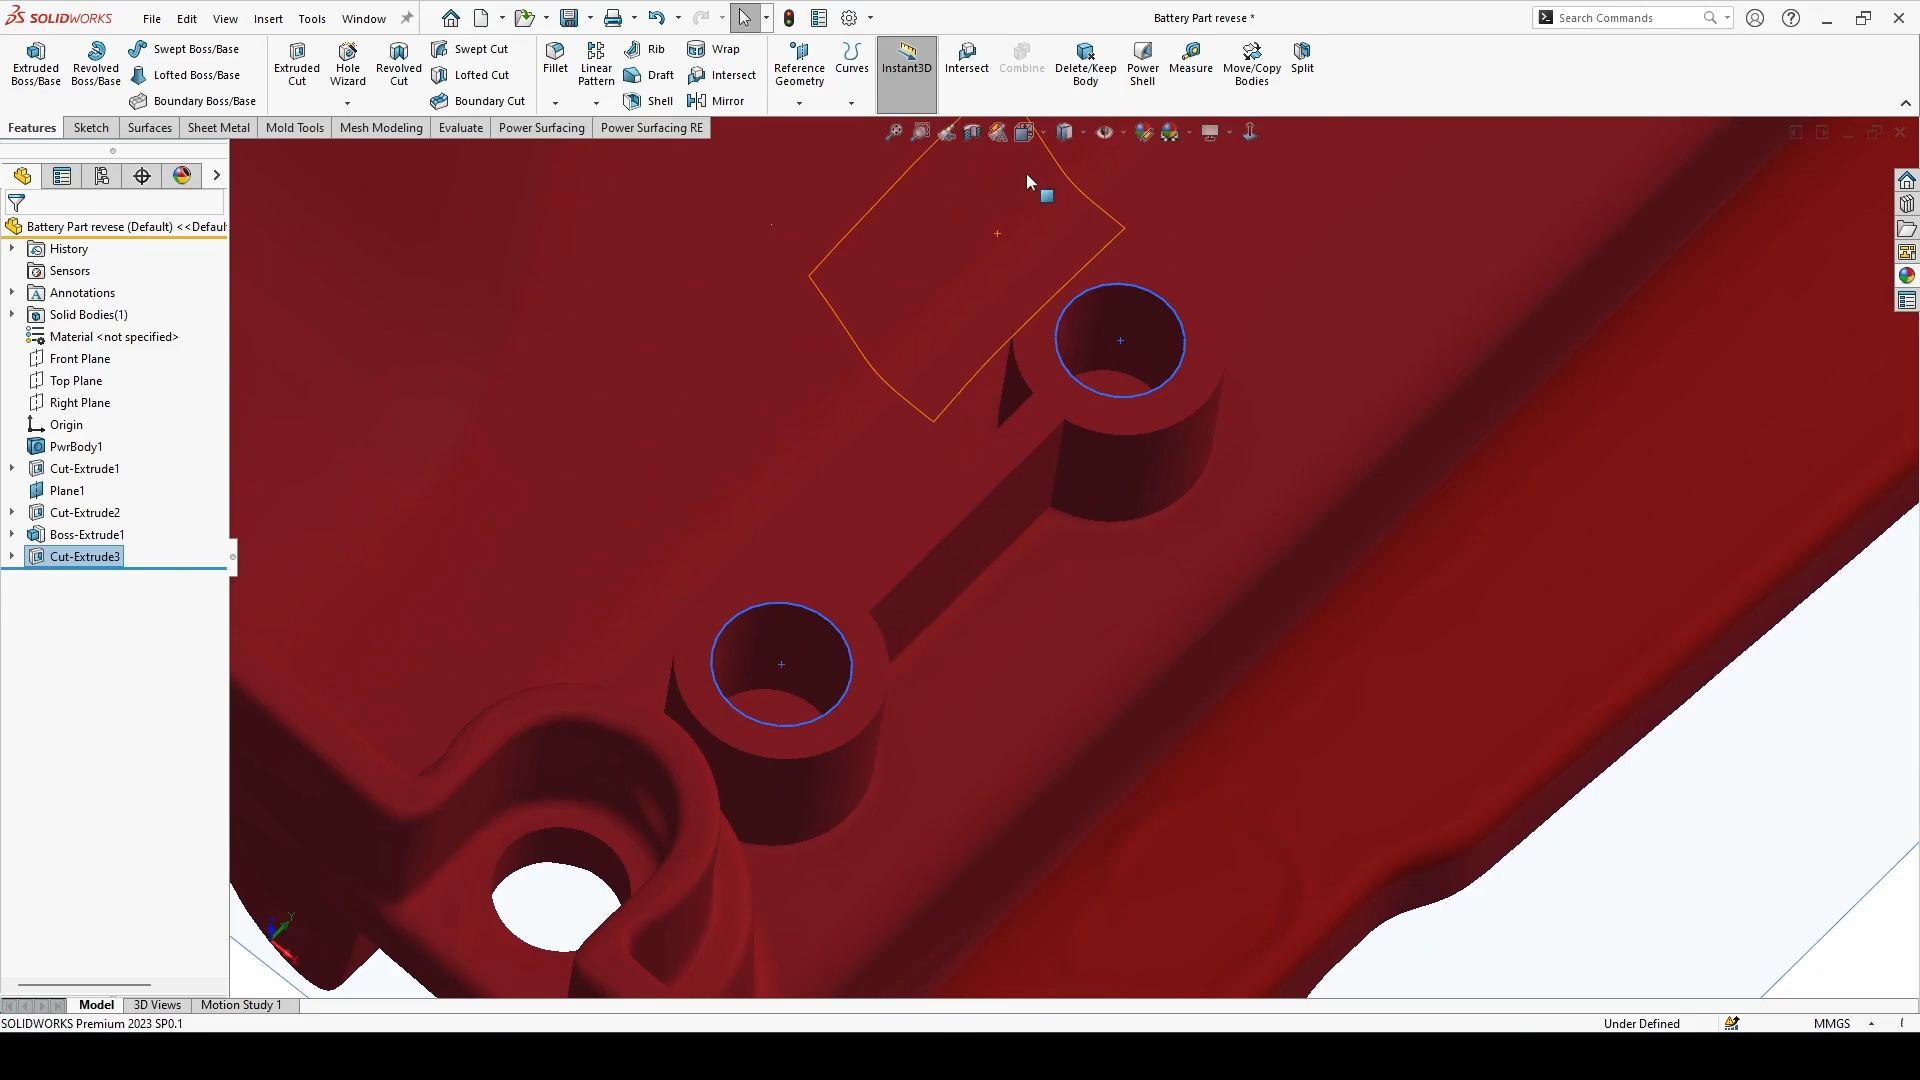 SOLIDWORKS File Edit View Insert Tools Window Battery Part revese * Search Commands
Extruded Boss/Base
Revolved Boss/Base
Swept Boss/Base
Lofted Boss/Base
Boundary Boss/Base
Extruded Cut
Hole Wizard
Revolved Cut
Swept Cut
Lofted Cut
Boundary Cut
Fillet
Linear Pattern
Rib
Draft
Shell
Wrap
Intersect
Mirror
Reference Geometry
Curves
Instant3D
Intersect
Combine
Delete/Keep Body
Power Shell
Measure
Move/Copy Bodies
Split
Features Sketch Surfaces Sheet Metal Mold Tools Mesh Modeling Evaluate Power Surfacing Power Surfacing RE
Battery Part revese (Default) <<Defaul
History
Sensors
Annotations
Solid Bodies(1)
Material <not specified>
Front Plane
Top Plane
Right Plane
Origin
PwrBody1
Cut-Extrude1
Plane1
Cut-Extrude2
Boss-Extrude1
Cut-Extrude3
Y
Model 3D Views Motion Study 1
SOLIDWORKS Premium 2023 SP0.1 Under Defined MMGS